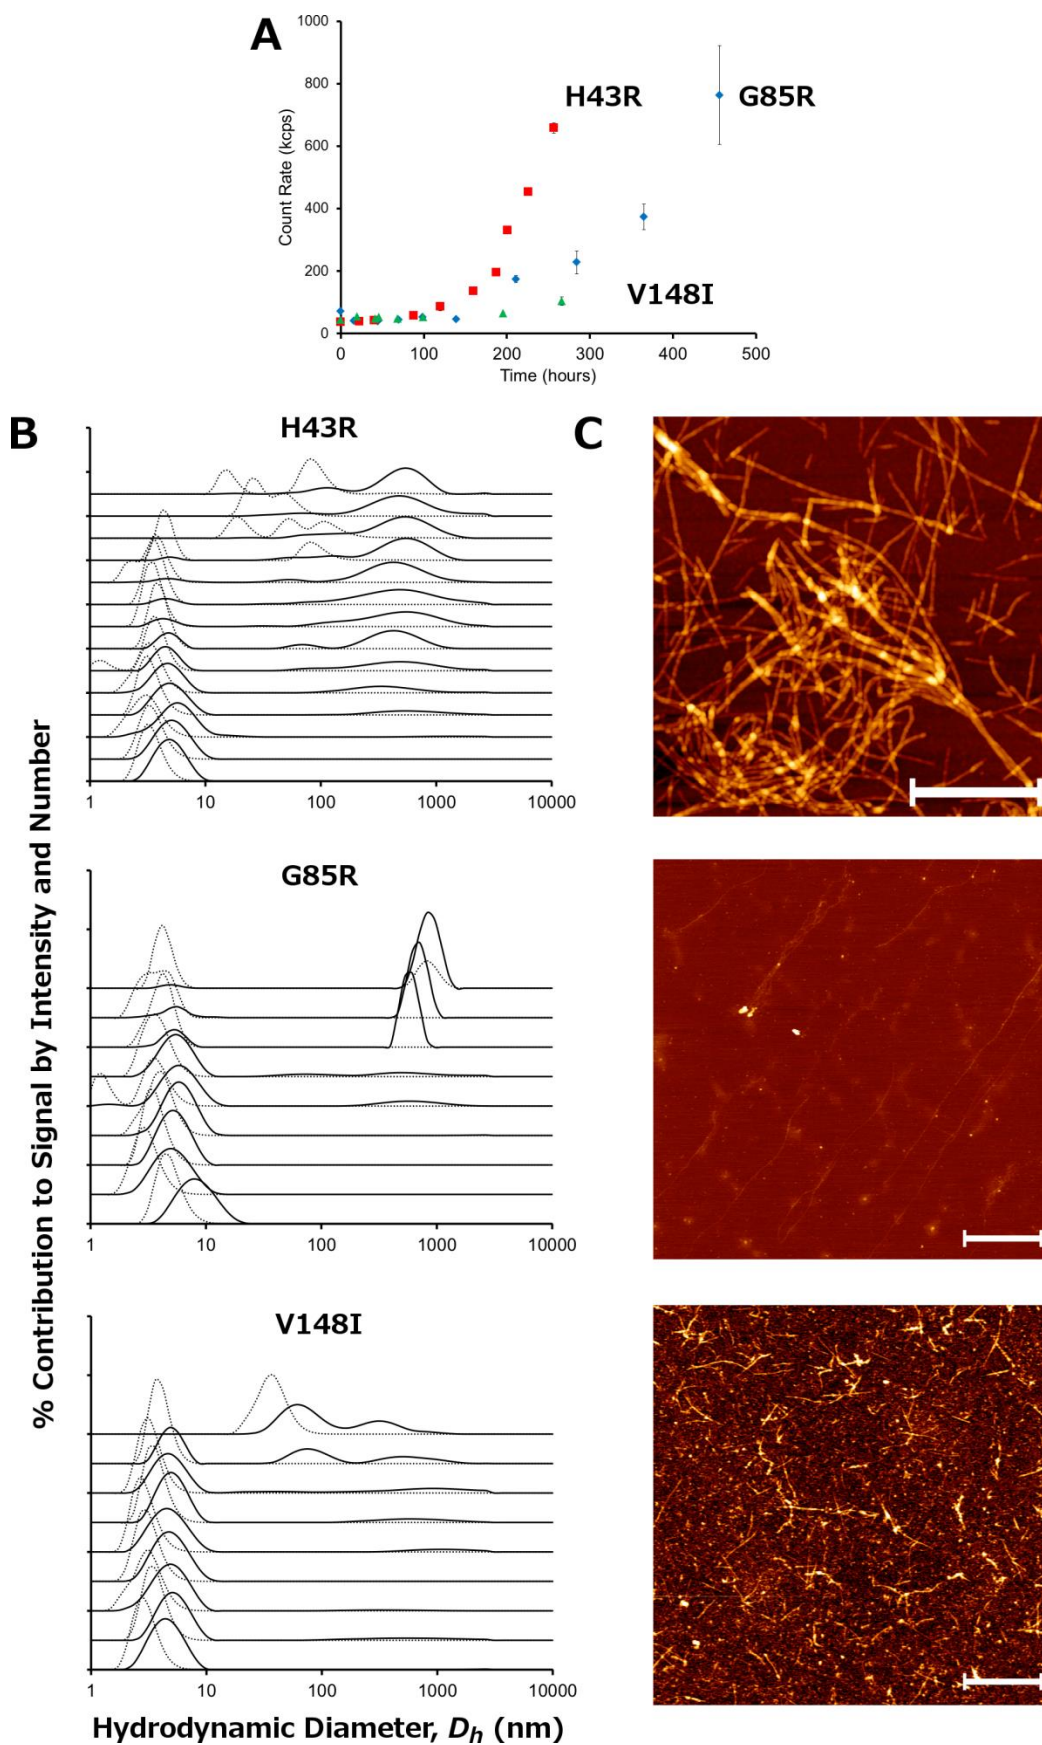 A
1000
800
600
400
200
0
Count Rate (kcps)
H43R
G85R
V148I
0 100 200 300 400 500
Time (hours)
B
H43R
1 10 100 1000 10000
G85R
1 10 100 1000 10000
V148I
1 10 100 1000 10000
% Contribution to Signal by Intensity and Number
Hydrodynamic Diameter, Dh (nm)
C